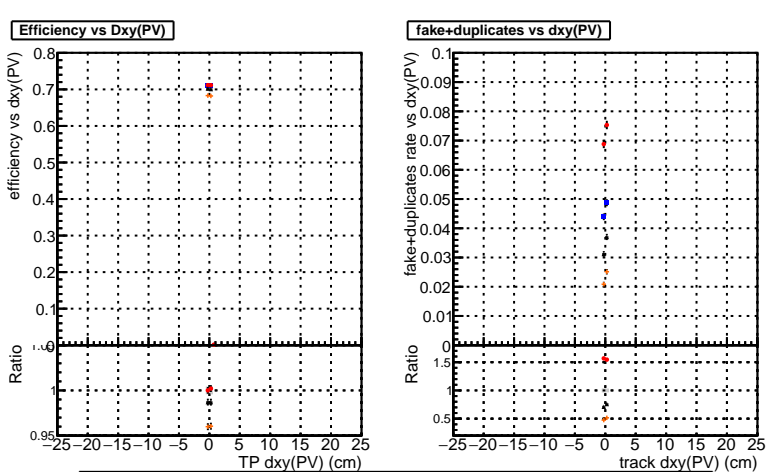 Efficiency vs Dxy(PV)
efficiency vs dxy(PV)
0.8
0.7
0.6
0.5
0.4
0.3
0.2
0.1
0
Ratio
1
0.95
−25 −20 −15 −10 −5 0 5 10 15 20 25
TP dxy(PV) (cm)
fake+duplicates vs dxy(PV)
fake+duplicates rate vs dxy(PV)
0.1
0.09
0.08
0.07
0.06
0.05
0.04
0.03
0.02
0.01
0
Ratio
1.5
1
0.5
−25 −20 −15 −10 −5 0 5 10 15 20 25
track dxy(PV) (cm)